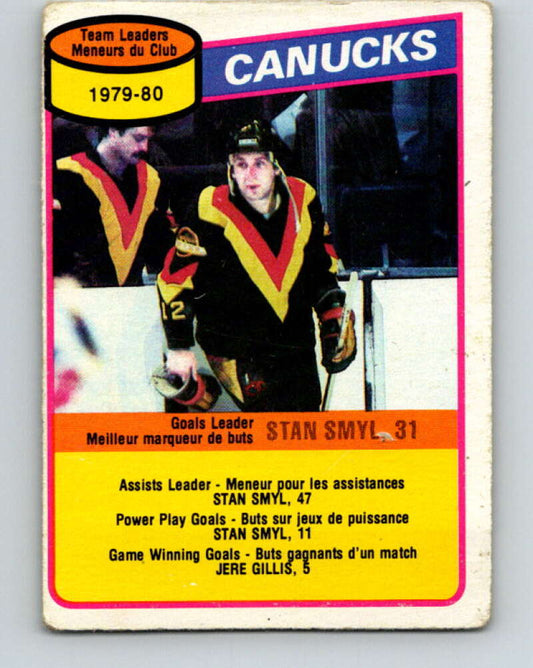 Team Leaders
Meneurs du Club
1979-80
CANUCKS
12
Goals Leader
Meilleur marqueur de buts
STAN SMYL, 31
Assists Leader - Meneur pour les assistances
STAN SMYL, 47
Power Play Goals - Buts sur jeux de puissance
STAN SMYL, 11
Game Winning Goals - Buts gagnants d'un match
JERE GILLIS, 5